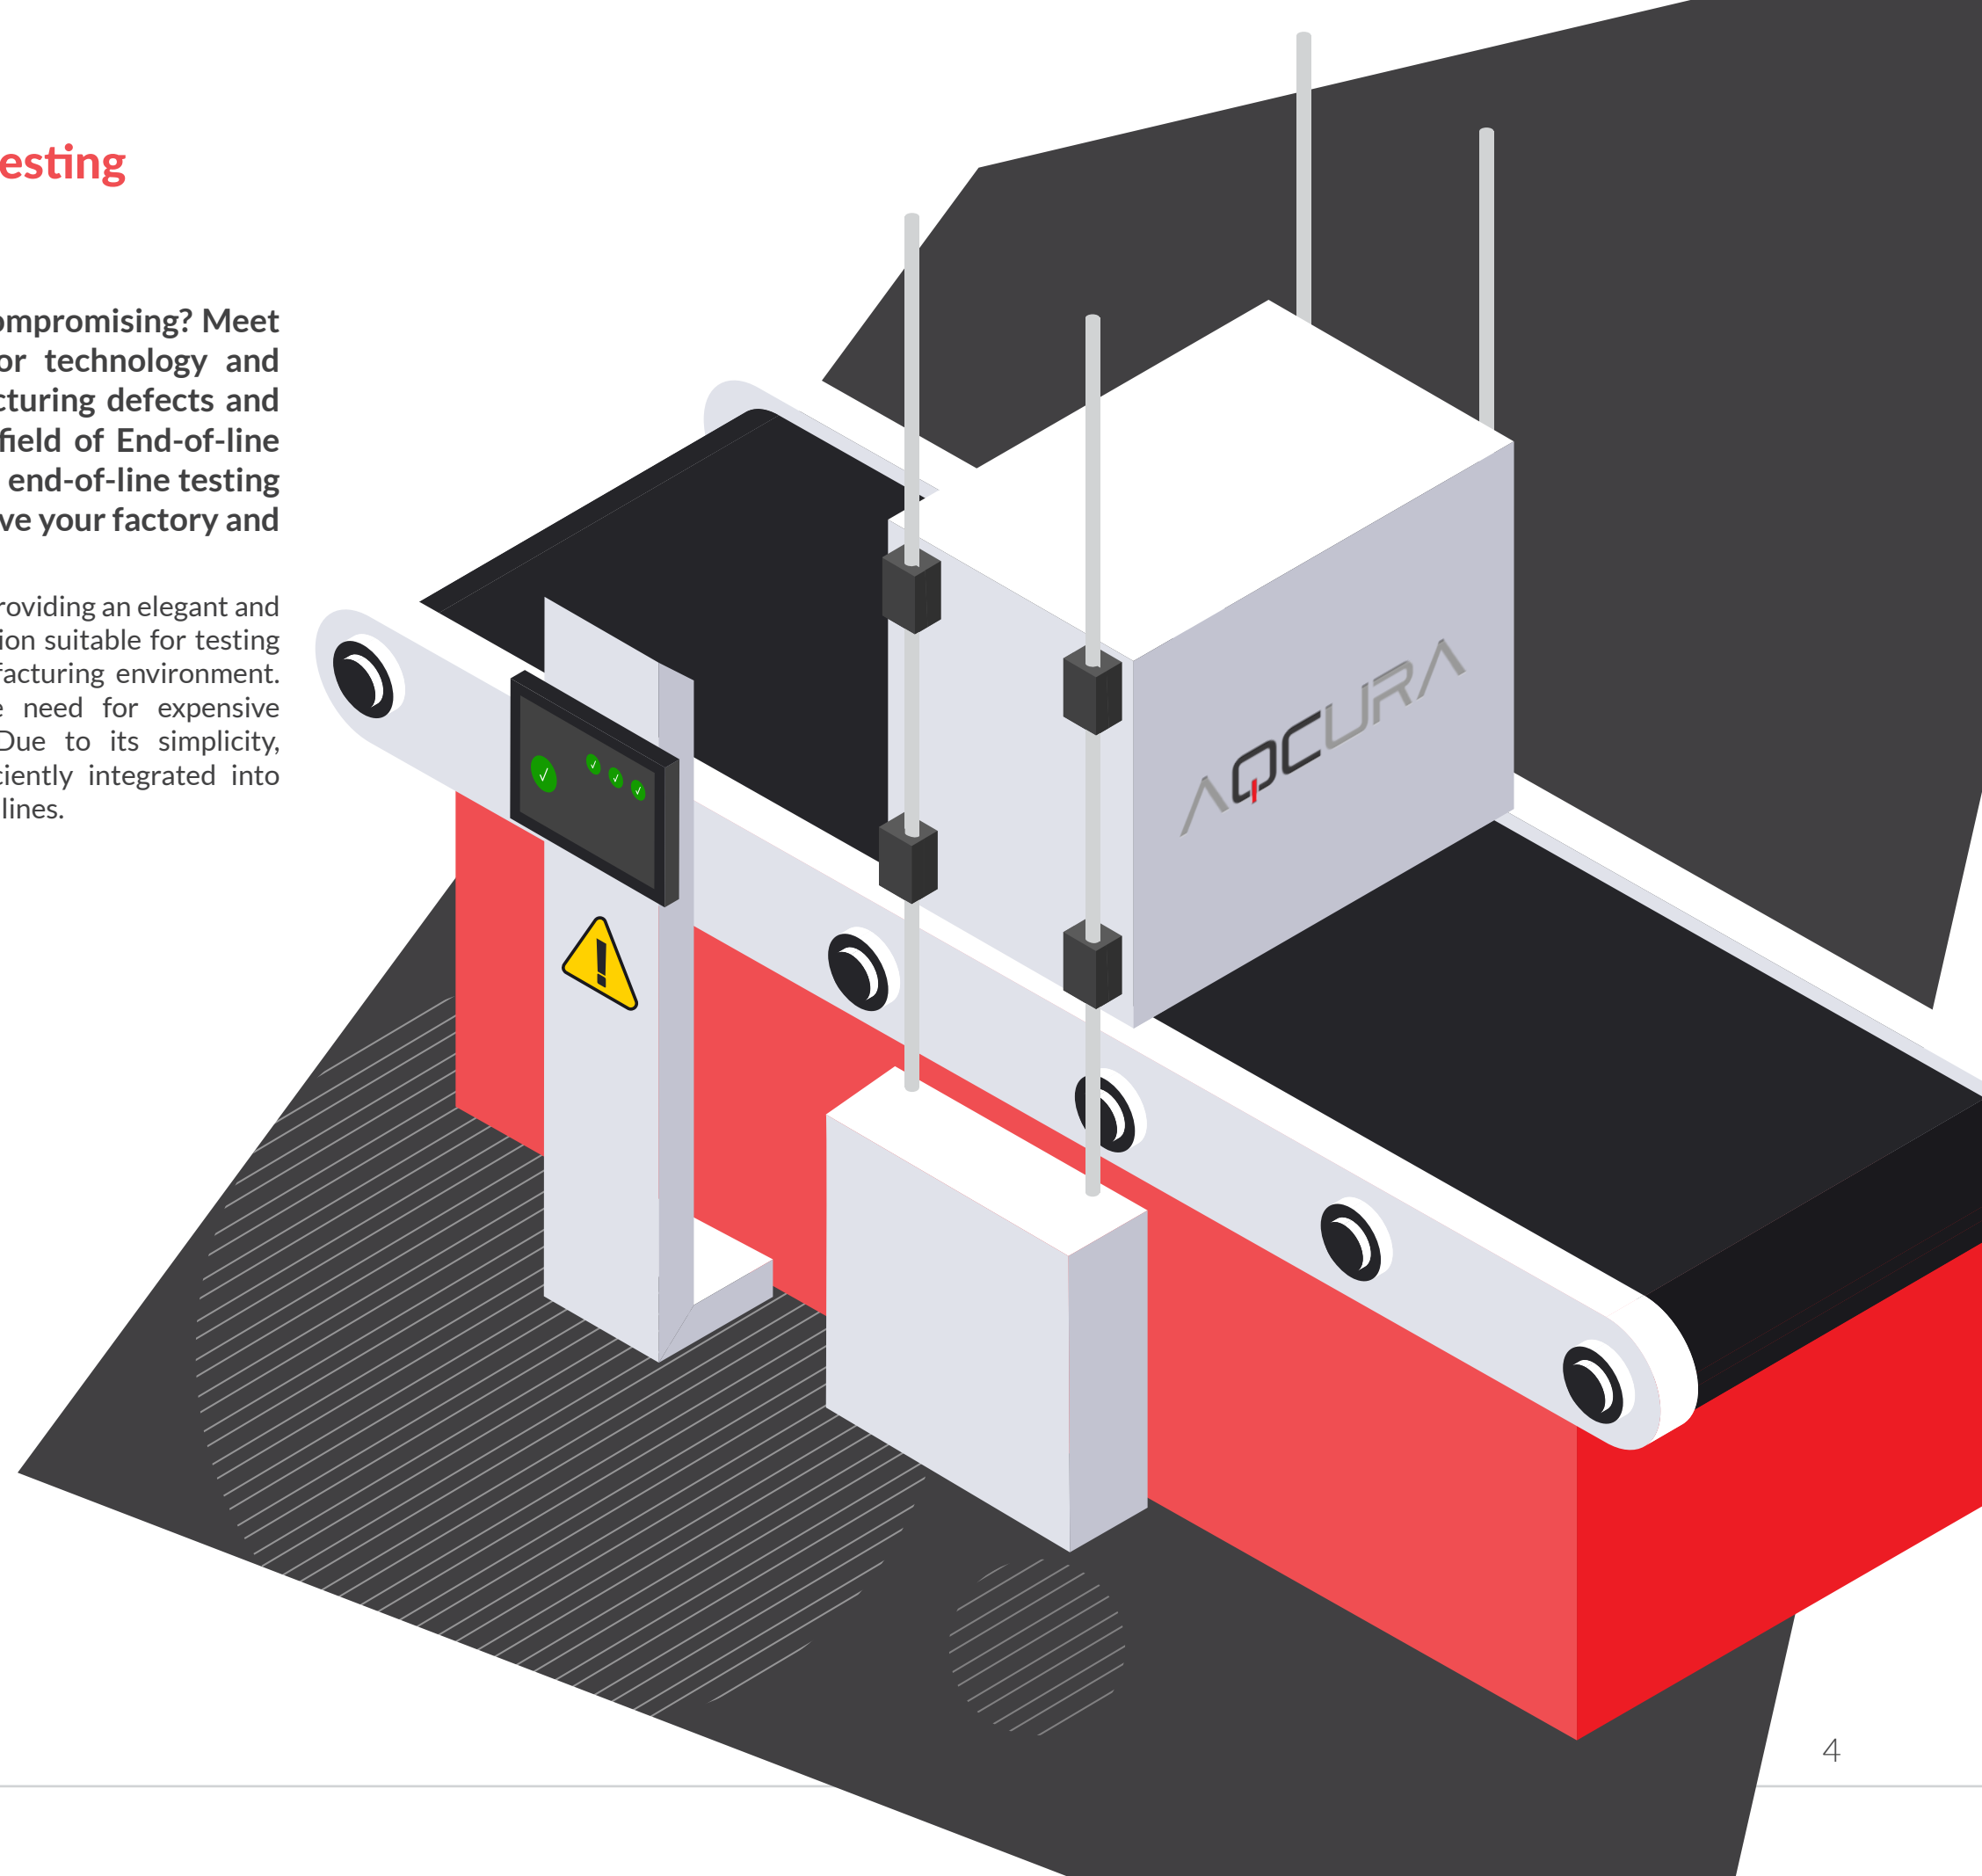 esting
ompromising? Meet
or technology and
cturing defects and
field of End-of-line
end-of-line testing
ve your factory and
roviding an elegant and
ion suitable for testing
facturing environment.
e need for expensive
Due to its simplicity,
ciently integrated into
lines.
AQCURA
4